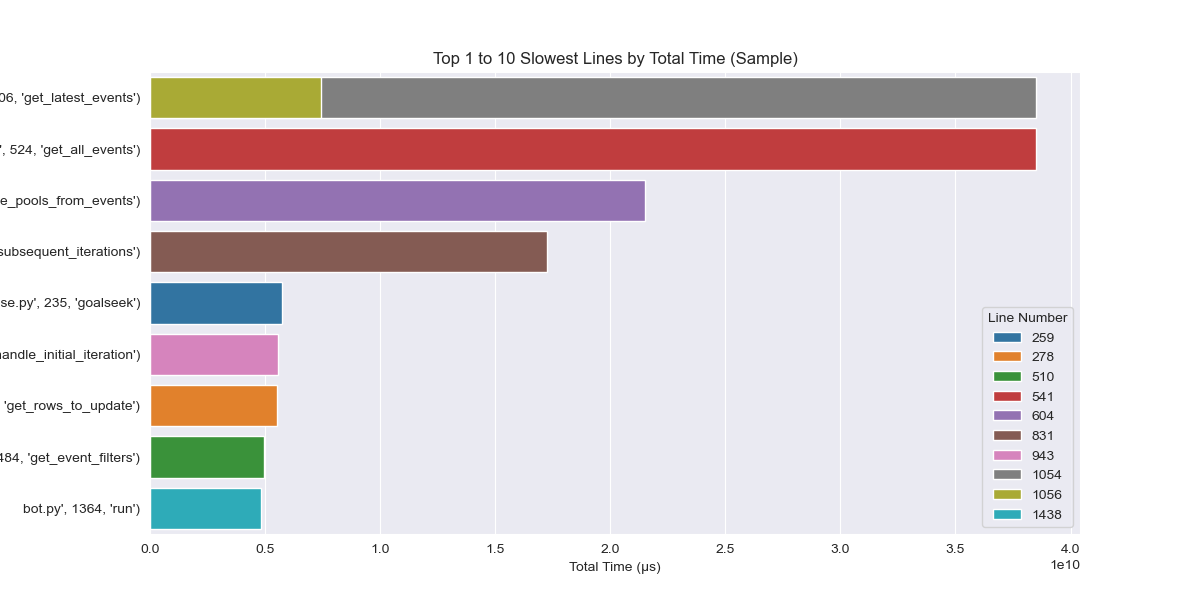 Top 1 to 10 Slowest Lines by Total Time (Sample)
06, 'get_latest_events')
', 524, 'get_all_events')
e_pools_from_events')
subsequent_iterations')
se.py', 235, 'goalseek')
andle_initial_iteration')
'get_rows_to_update')
484, 'get_event_filters')
bot.py', 1364, 'run')
Line Number
259
278
510
541
604
831
943
1054
1056
1438
0.0 0.5 1.0 1.5 2.0 2.5 3.0 3.5 4.0
1e10
Total Time (µs)